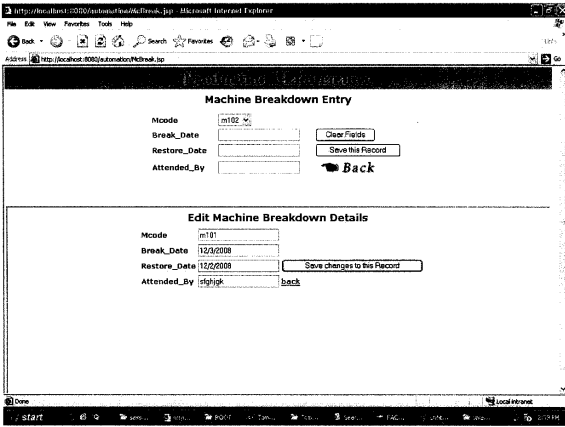 http://localhost:8080/automation/McBreak.jsp - Microsoft Internet Explorer
File Edit View Favorites Tools Help
Back Search Favorites
Links
Address http://localhost:8080/automation/McBreak.jsp Go
Machine Breakdown Entry
Mcode m102
Break_Date Clear Fields
Restore_Date Save this Record
Attended_By Back
Edit Machine Breakdown Details
Mcode m101
Break_Date 12/3/2008
Restore_Date 12/2/2008 Save changes to this Record
Attended_By sfghjgk back
Done Local intranet
start ROOT